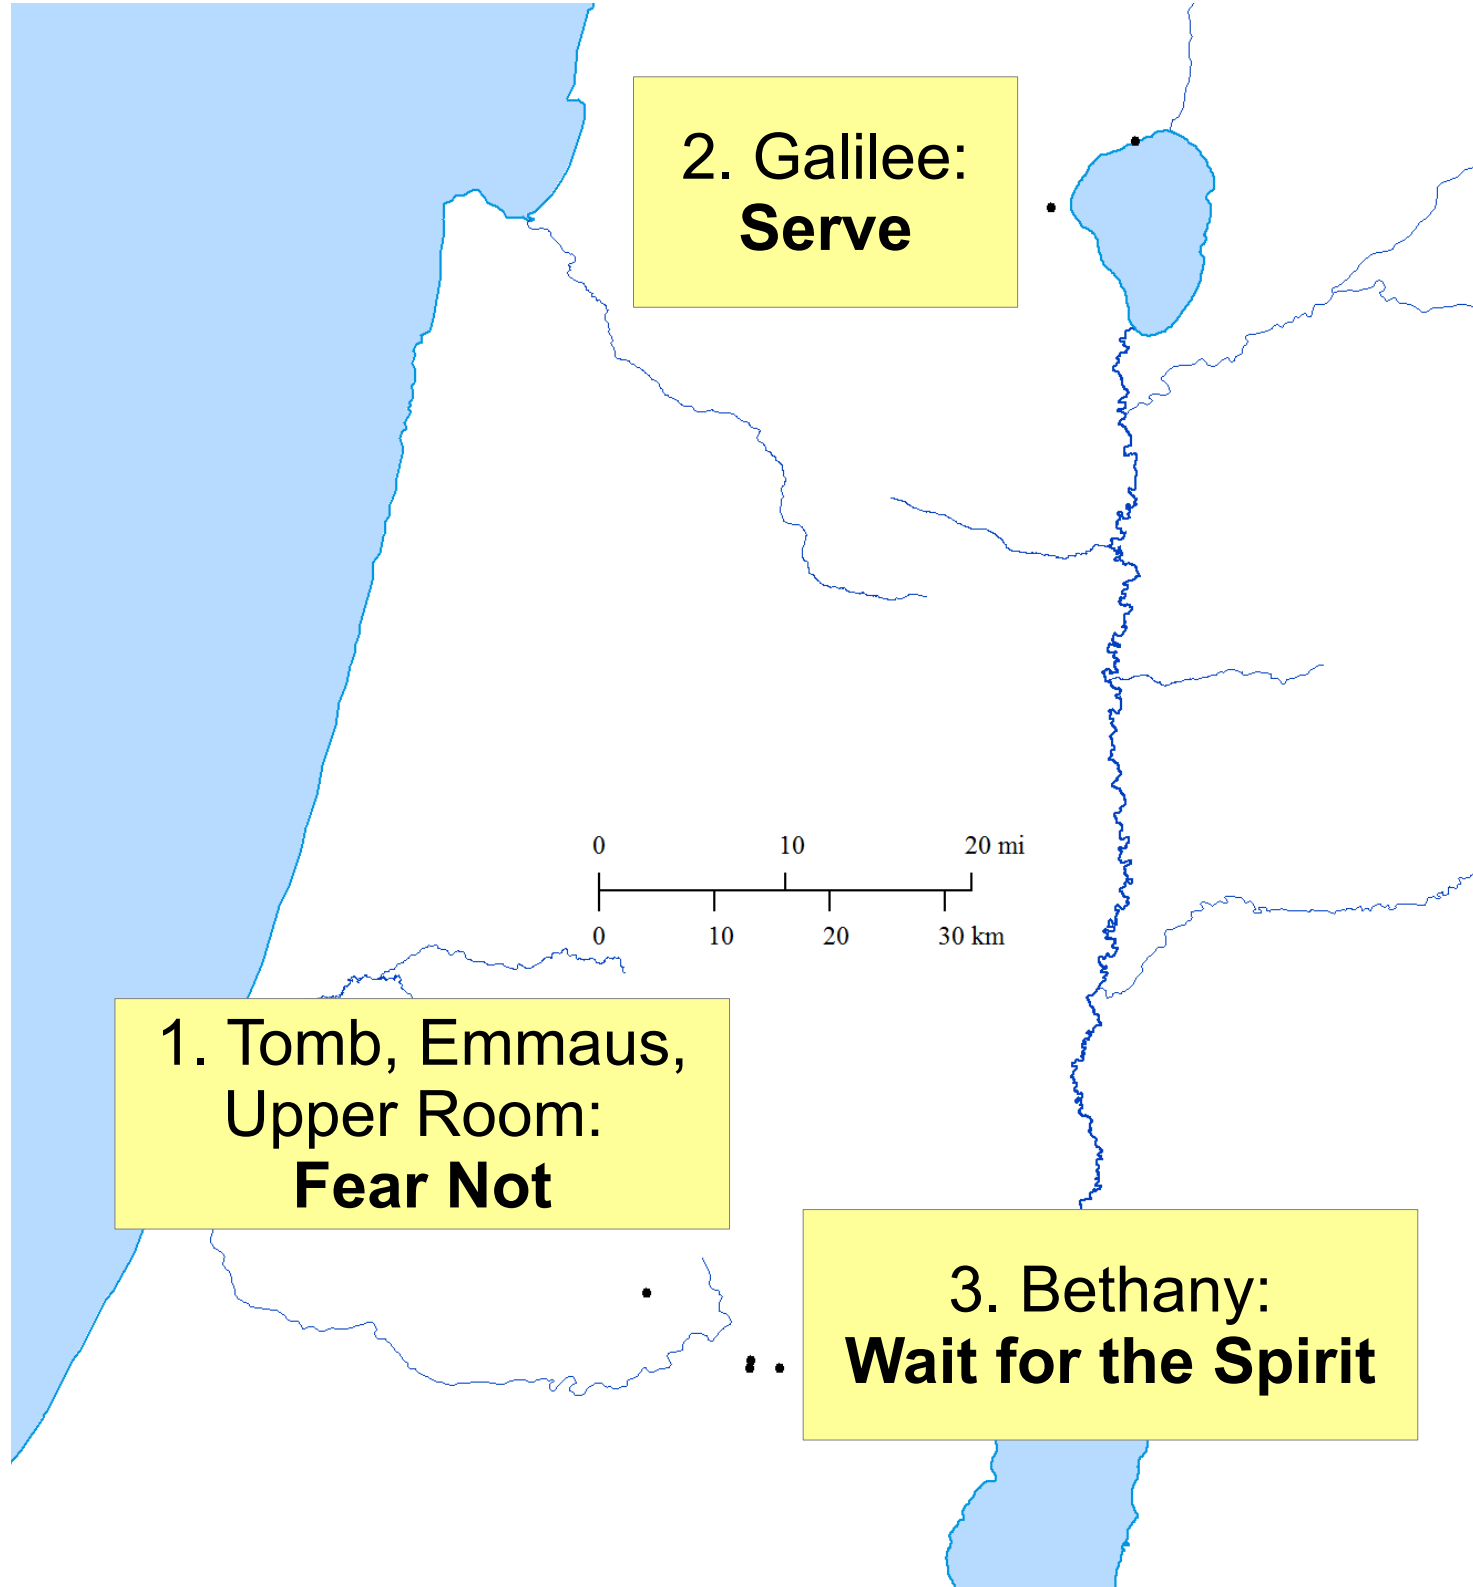 2. Galilee:
Serve
0 10 20 mi
0 10 20 30 km
1. Tomb, Emmaus,
Upper Room:
Fear Not
3. Bethany:
Wait for the Spirit